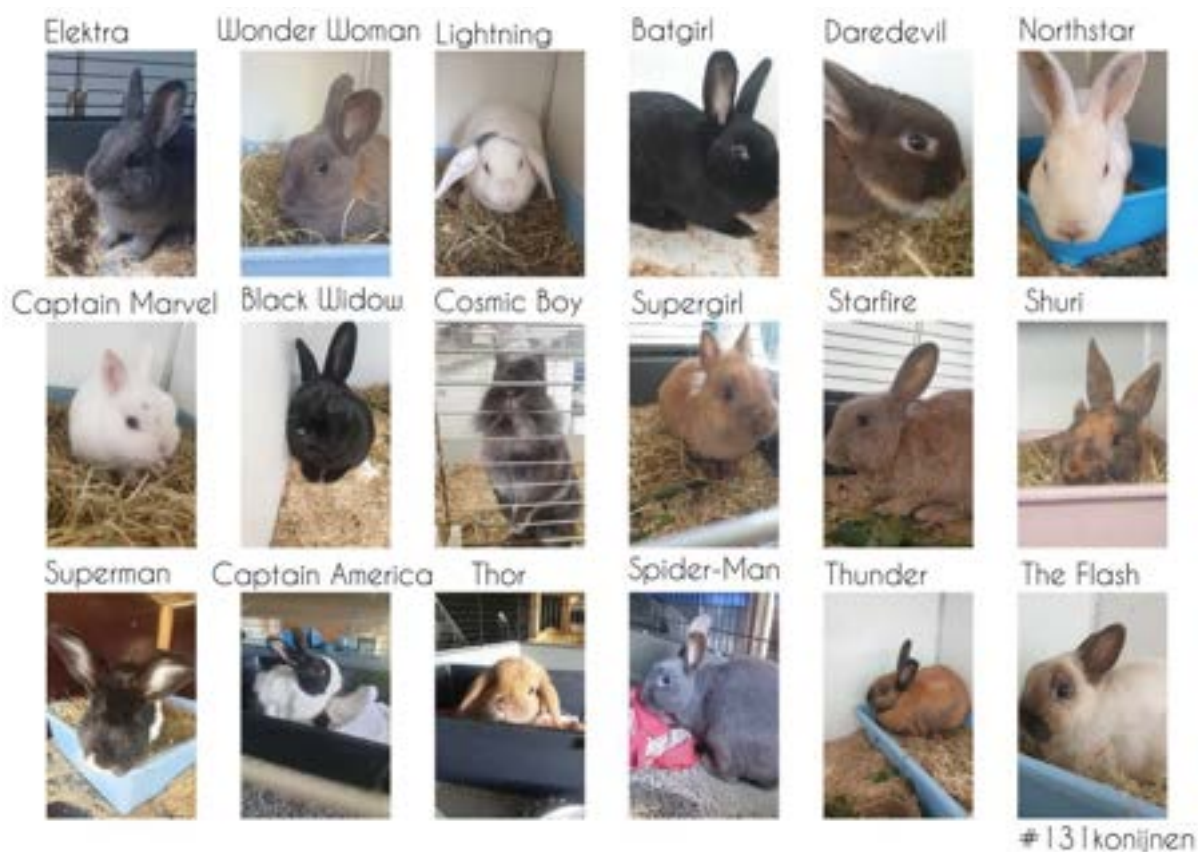 Elektra
Wonder Woman
Lightning
Batgirl
Daredevil
Northstar
Captain Marvel
Black Widow
Cosmic Boy
Supergirl
Starfire
Shuri
Superman
Captain America
Thor
Spider-Man
Thunder
The Flash
#131konijnen